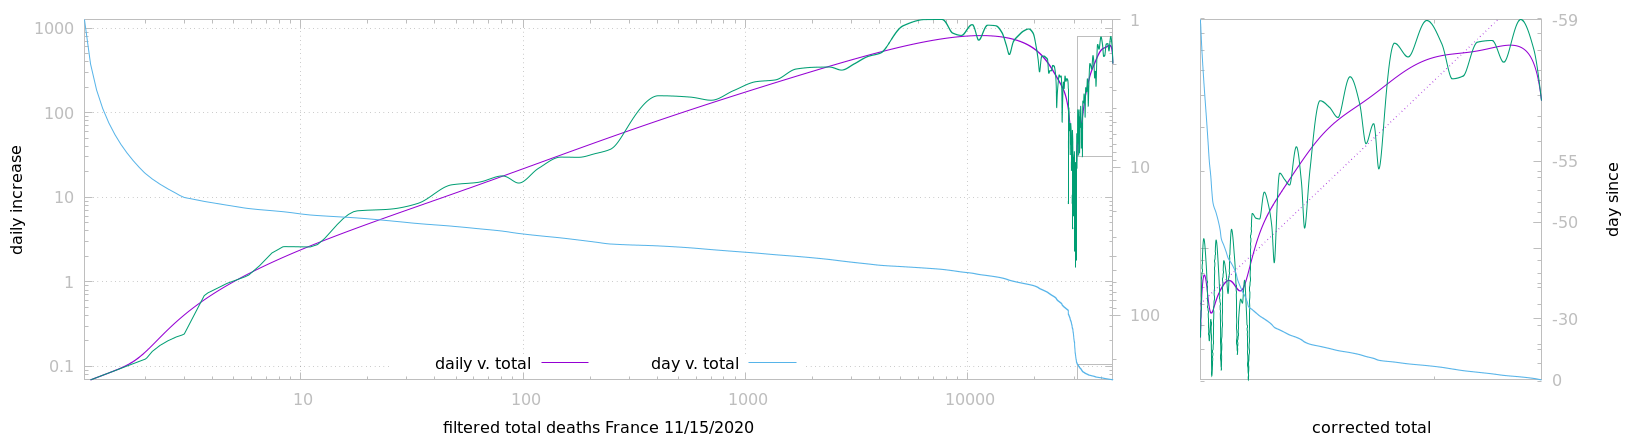 1000
100
10
1
0.1
daily increase
10
100
1000
10000
filtered total deaths France 11/15/2020
daily v. total
day v. total
1
10
100
-59
-55
-50
-30
0
day since
corrected total